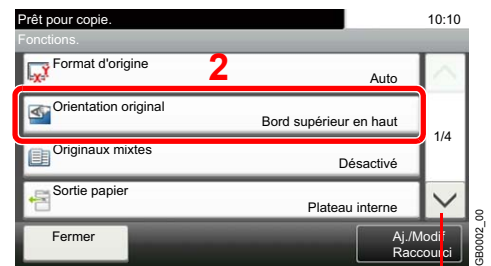 Prêt pour copie. 10:10
Fonctions.
Format d'origine
2
Auto
Orientation original
Bord supérieur en haut
1/4
Originaux mixtes
Désactivé
Sortie papier
Plateau interne
Fermer
Aj./Modif
Raccourci
GB0002_00